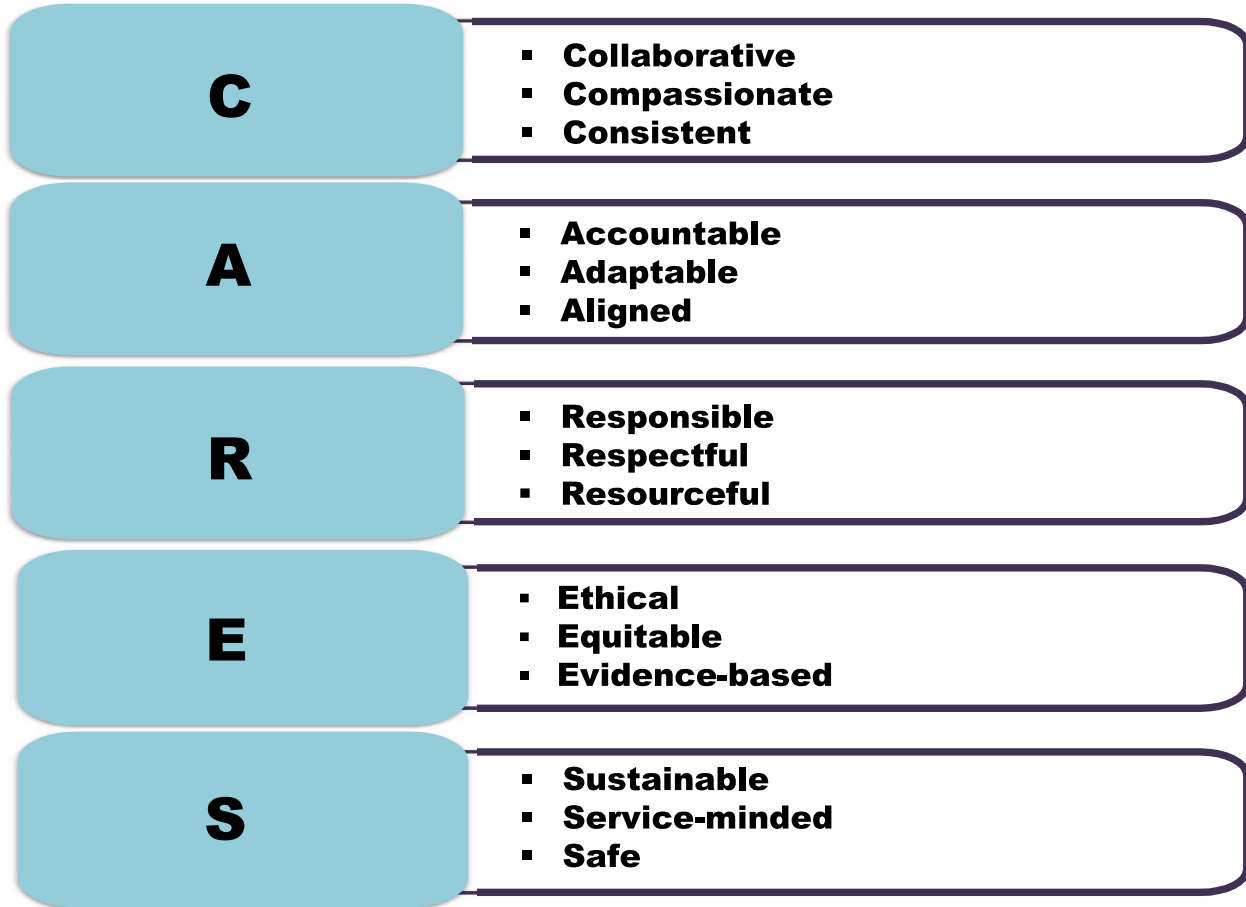 C
▪ Collaborative
▪ Compassionate
▪ Consistent
A
▪ Accountable
▪ Adaptable
▪ Aligned
R
▪ Responsible
▪ Respectful
▪ Resourceful
E
▪ Ethical
▪ Equitable
▪ Evidence-based
S
▪ Sustainable
▪ Service-minded
▪ Safe